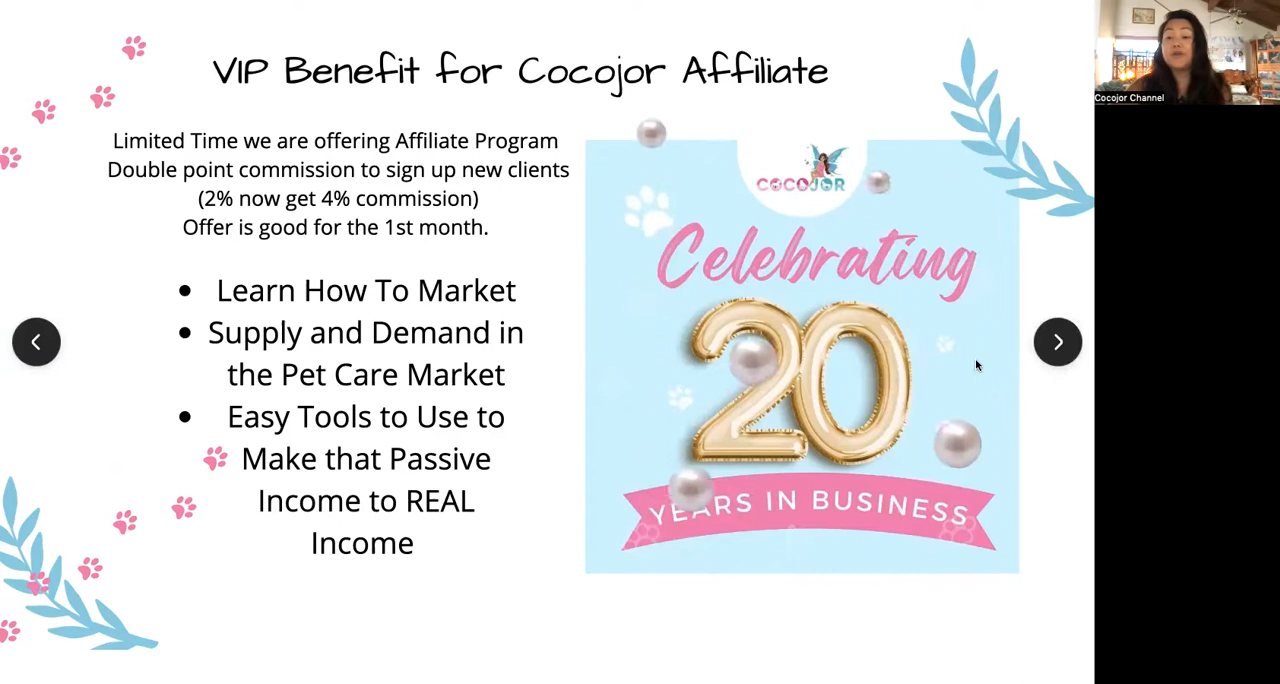 VIP Benefit for Cocojor Affiliate
Limited Time we are offering Affiliate Program
Double point commission to sign up new clients
(2% now get 4% commission)
Offer is good for the 1st month.
• Learn How To Market
• Supply and Demand in
the Pet Care Market
• Easy Tools to Use to
Make that Passive
Income to REAL
Income
COCOJOR
Celebrating
20
YEARS IN BUSINESS
Cocojor Channel